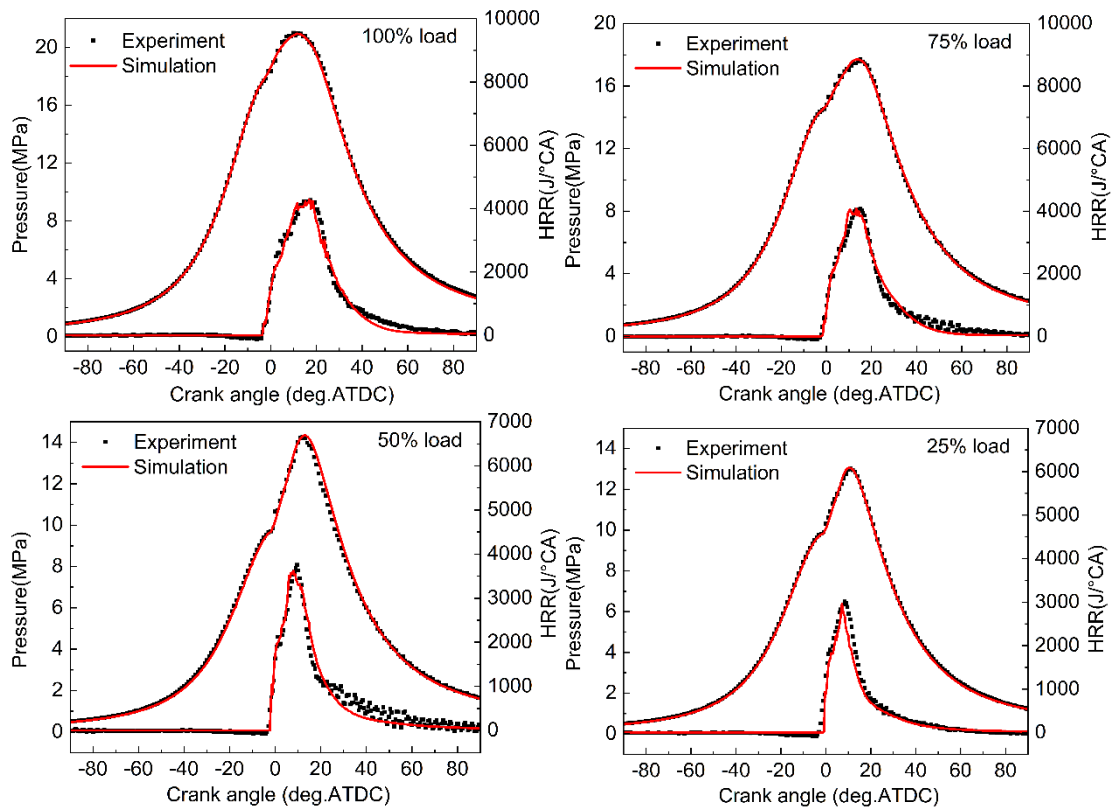 100% load
Experiment
Simulation
Pressure(MPa)
20
16
12
8
4
0
10000
8000
6000
4000
2000
0
HRR(J/°CA)
-80 -60 -40 -20 0 20 40 60 80
Crank angle (deg.ATDC)
75% load
Experiment
Simulation
Pressure(MPa)
20
16
12
8
4
0
10000
8000
6000
4000
2000
0
HRR(J/°CA)
-80 -60 -40 -20 0 20 40 60 80
Crank angle (deg.ATDC)
50% load
Experiment
Simulation
Pressure(MPa)
14
12
10
8
6
4
2
0
7000
6000
5000
4000
3000
2000
1000
0
HRR(J/°CA)
-80 -60 -40 -20 0 20 40 60 80
Crank angle (deg.ATDC)
25% load
Experiment
Simulation
Pressure(MPa)
14
12
10
8
6
4
2
0
7000
6000
5000
4000
3000
2000
1000
0
HRR(J/°CA)
-80 -60 -40 -20 0 20 40 60 80
Crank angle (deg.ATDC)